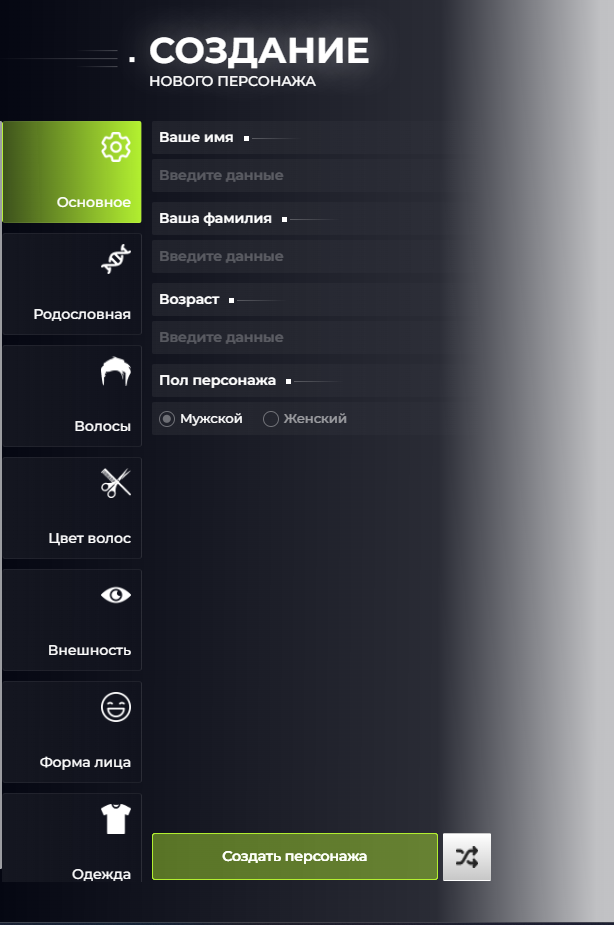 СОЗДАНИЕ
НОВОГО ПЕРСОНАЖА
Основное
Родословная
Волосы
Цвет волос
Внешность
Форма лица
Одежда
Ваше имя
Введите данные
Ваша фамилия
Введите данные
Возраст
Введите данные
Пол персонажа
Мужской Женский
Создать персонажа